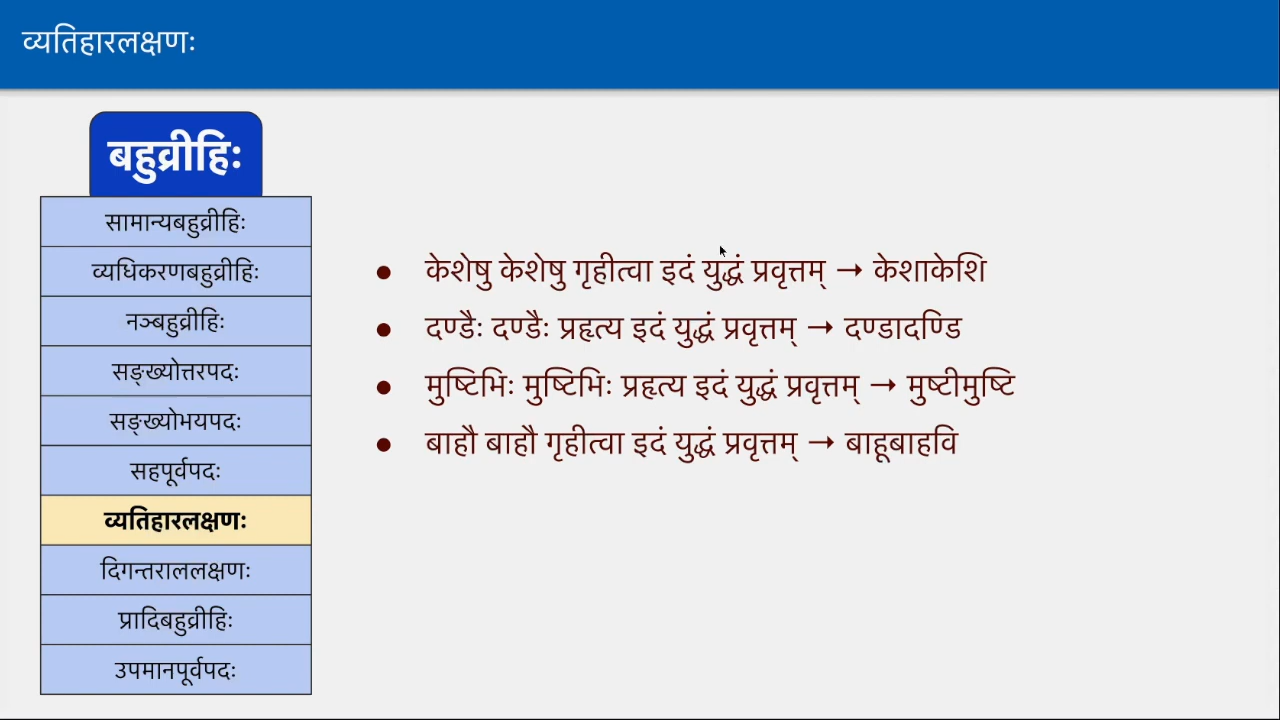 व्यतिहारलक्षणः
बहुव्रीहिः
सामान्यबहुव्रीहिः
व्यधिकरणबहुव्रीहिः
नञ्बहुव्रीहिः
सङ्ख्योत्तरपदः
सङ्ख्योभयपदः
सहपूर्वपदः
व्यतिहारलक्षणः
दिगन्तराललक्षणः
प्रादिबहुव्रीहिः
उपमानपूर्वपदः
● केशेषु केशेषु गृहीत्वा इदं युद्धं प्रवृत्तम् → केशाकेशि
● दण्डैः दण्डैः प्रहृत्य इदं युद्धं प्रवृत्तम् → दण्डादण्डि
● मुष्टिभिः मुष्टिभिः प्रहृत्य इदं युद्धं प्रवृत्तम् → मुष्टीमुष्टि
● बाहौ बाहौ गृहीत्वा इदं युद्धं प्रवृत्तम् → बाहूबाहवि